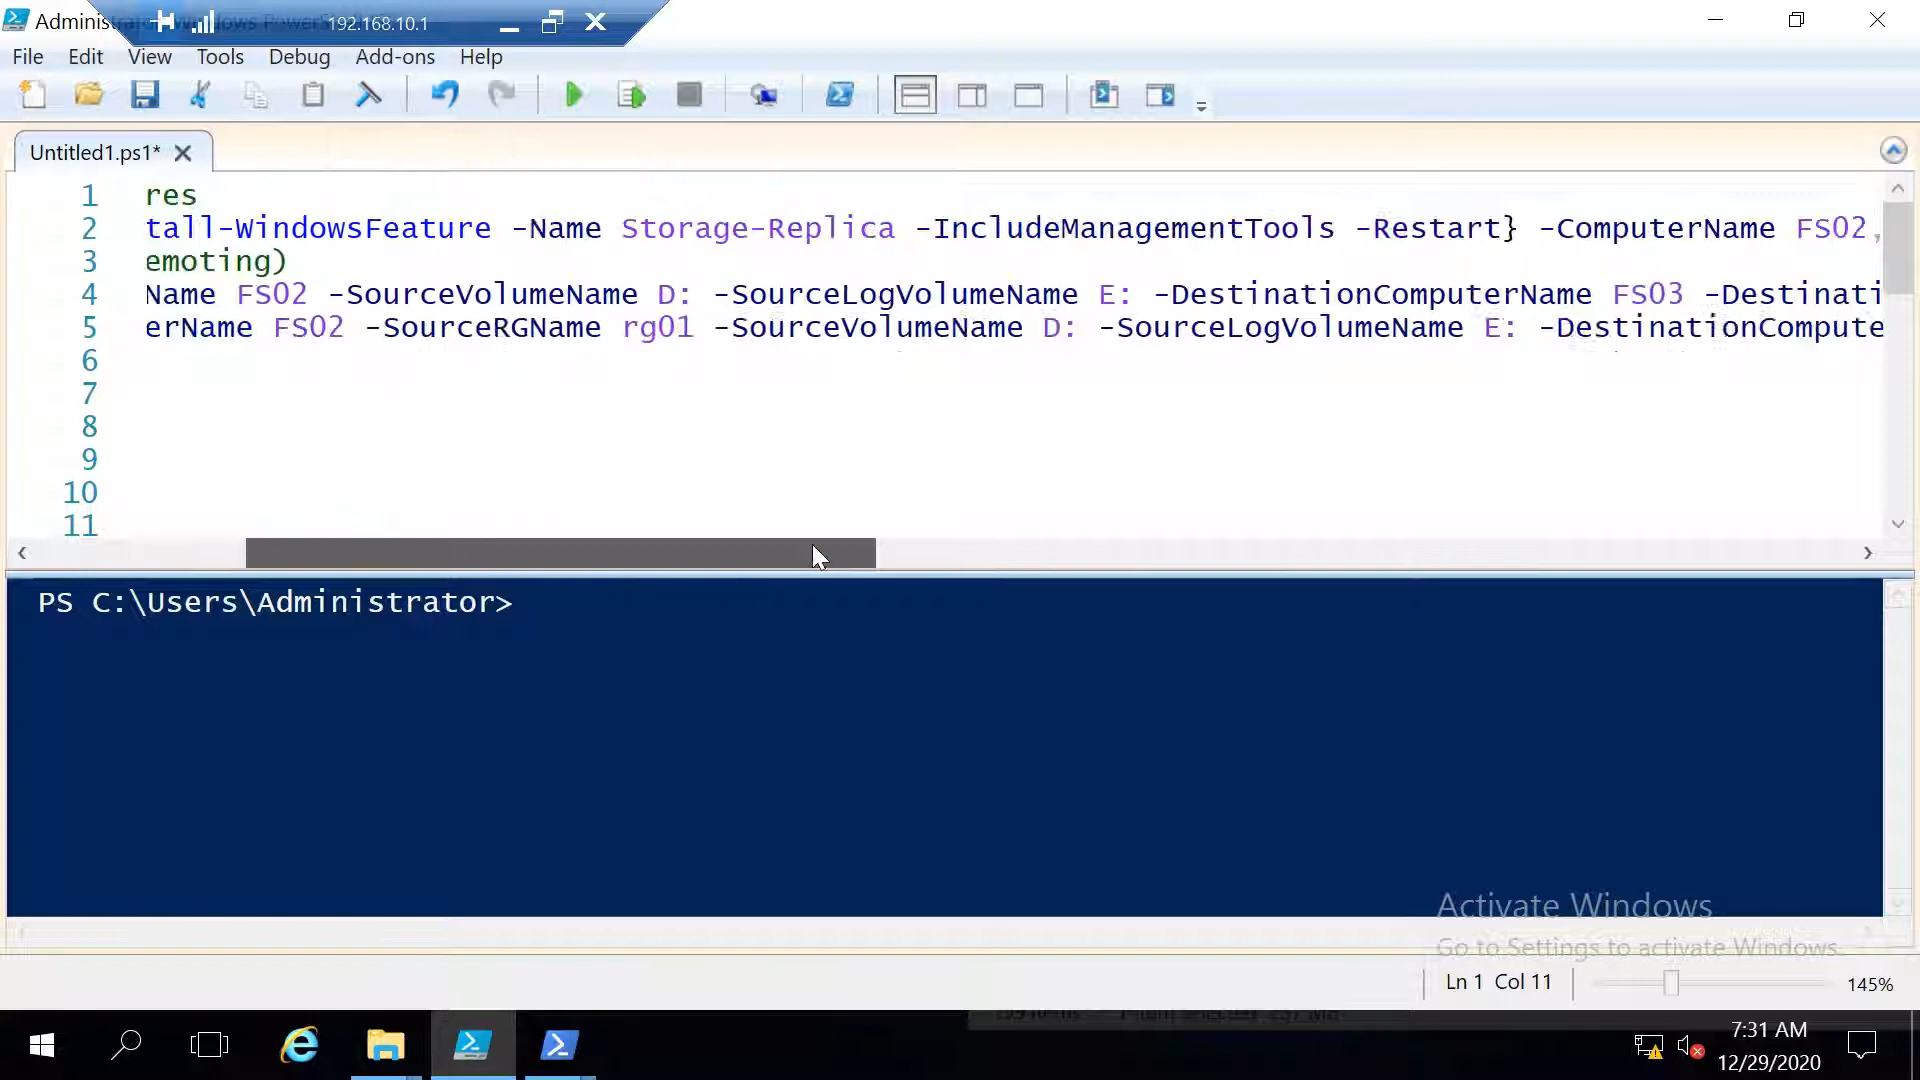 Administrator: Windows PowerShell
192.168.10.1
File Edit View Tools Debug Add-ons Help
Untitled1.ps1*
1 res
2 tall-WindowsFeature -Name Storage-Replica -IncludeManagementTools -Restart} -ComputerName FS02,
3 emoting)
4 Name FS02 -SourceVolumeName D: -SourceLogVolumeName E: -DestinationComputerName FS03 -Destinati
5 erName FS02 -SourceRGName rg01 -SourceVolumeName D: -SourceLogVolumeName E: -DestinationCompute
6
7
8
9
10
11
PS C:\Users\Administrator>
Activate Windows
Go to Settings to activate Windows.
Ln 1 Col 11
145%
7:31 AM
12/29/2020